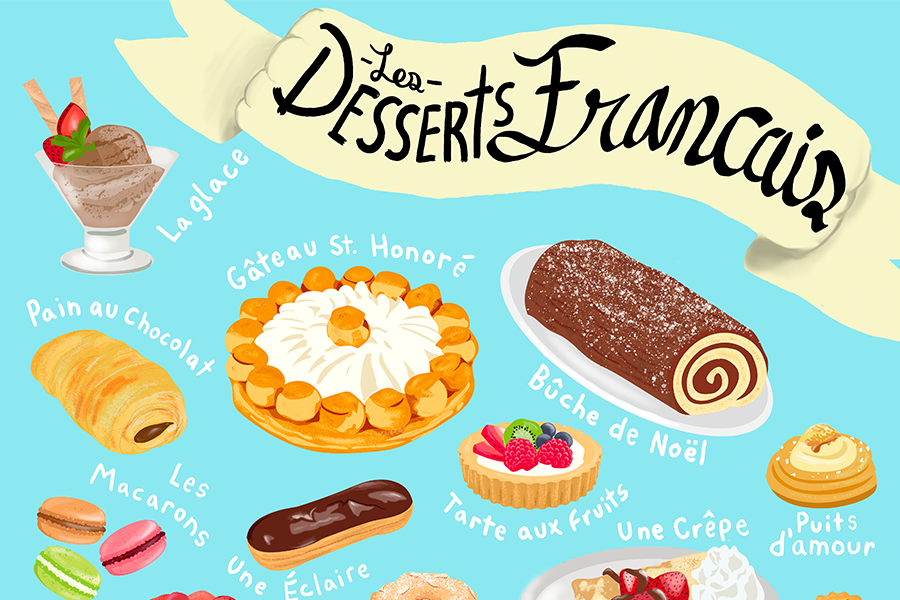 -Les-
Desserts Francais
La glace
Gâteau St. Honoré
Pain au Chocolat
Bûche de Noël
Les
Macarons
Tarte aux Fruits
Une Éclaire
Une Crêpe
Puits
d'amour